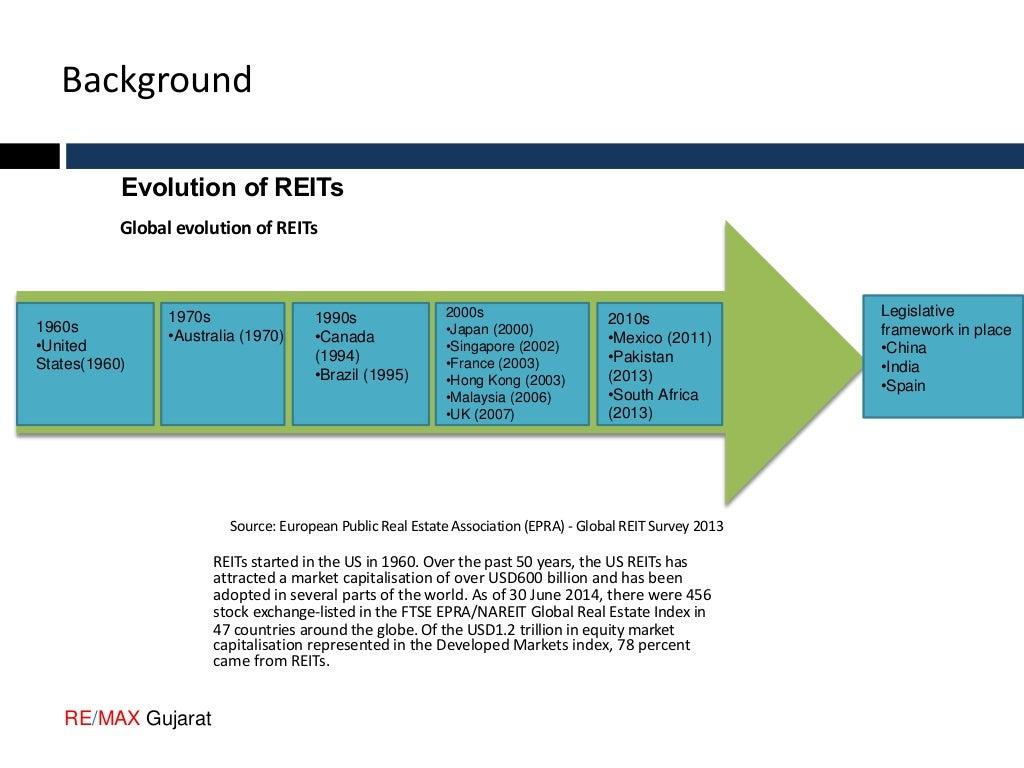 Background
Evolution of REITs
Global evolution of REITs
1960s
•United
States(1960)
1970s
•Australia (1970)
1990s
•Canada
(1994)
•Brazil (1995)
2000s
•Japan (2000)
•Singapore (2002)
•France (2003)
•Hong Kong (2003)
•Malaysia (2006)
•UK (2007)
2010s
•Mexico (2011)
•Pakistan
(2013)
•South Africa
(2013)
Legislative
framework in place
•China
•India
•Spain
Source: European Public Real Estate Association (EPRA) - Global REIT Survey 2013
REITs started in the US in 1960. Over the past 50 years, the US REITs has
attracted a market capitalisation of over USD600 billion and has been
adopted in several parts of the world. As of 30 June 2014, there were 456
stock exchange-listed in the FTSE EPRA/NAREIT Global Real Estate Index in
47 countries around the globe. Of the USD1.2 trillion in equity market
capitalisation represented in the Developed Markets index, 78 percent
came from REITs.
RE/MAX Gujarat